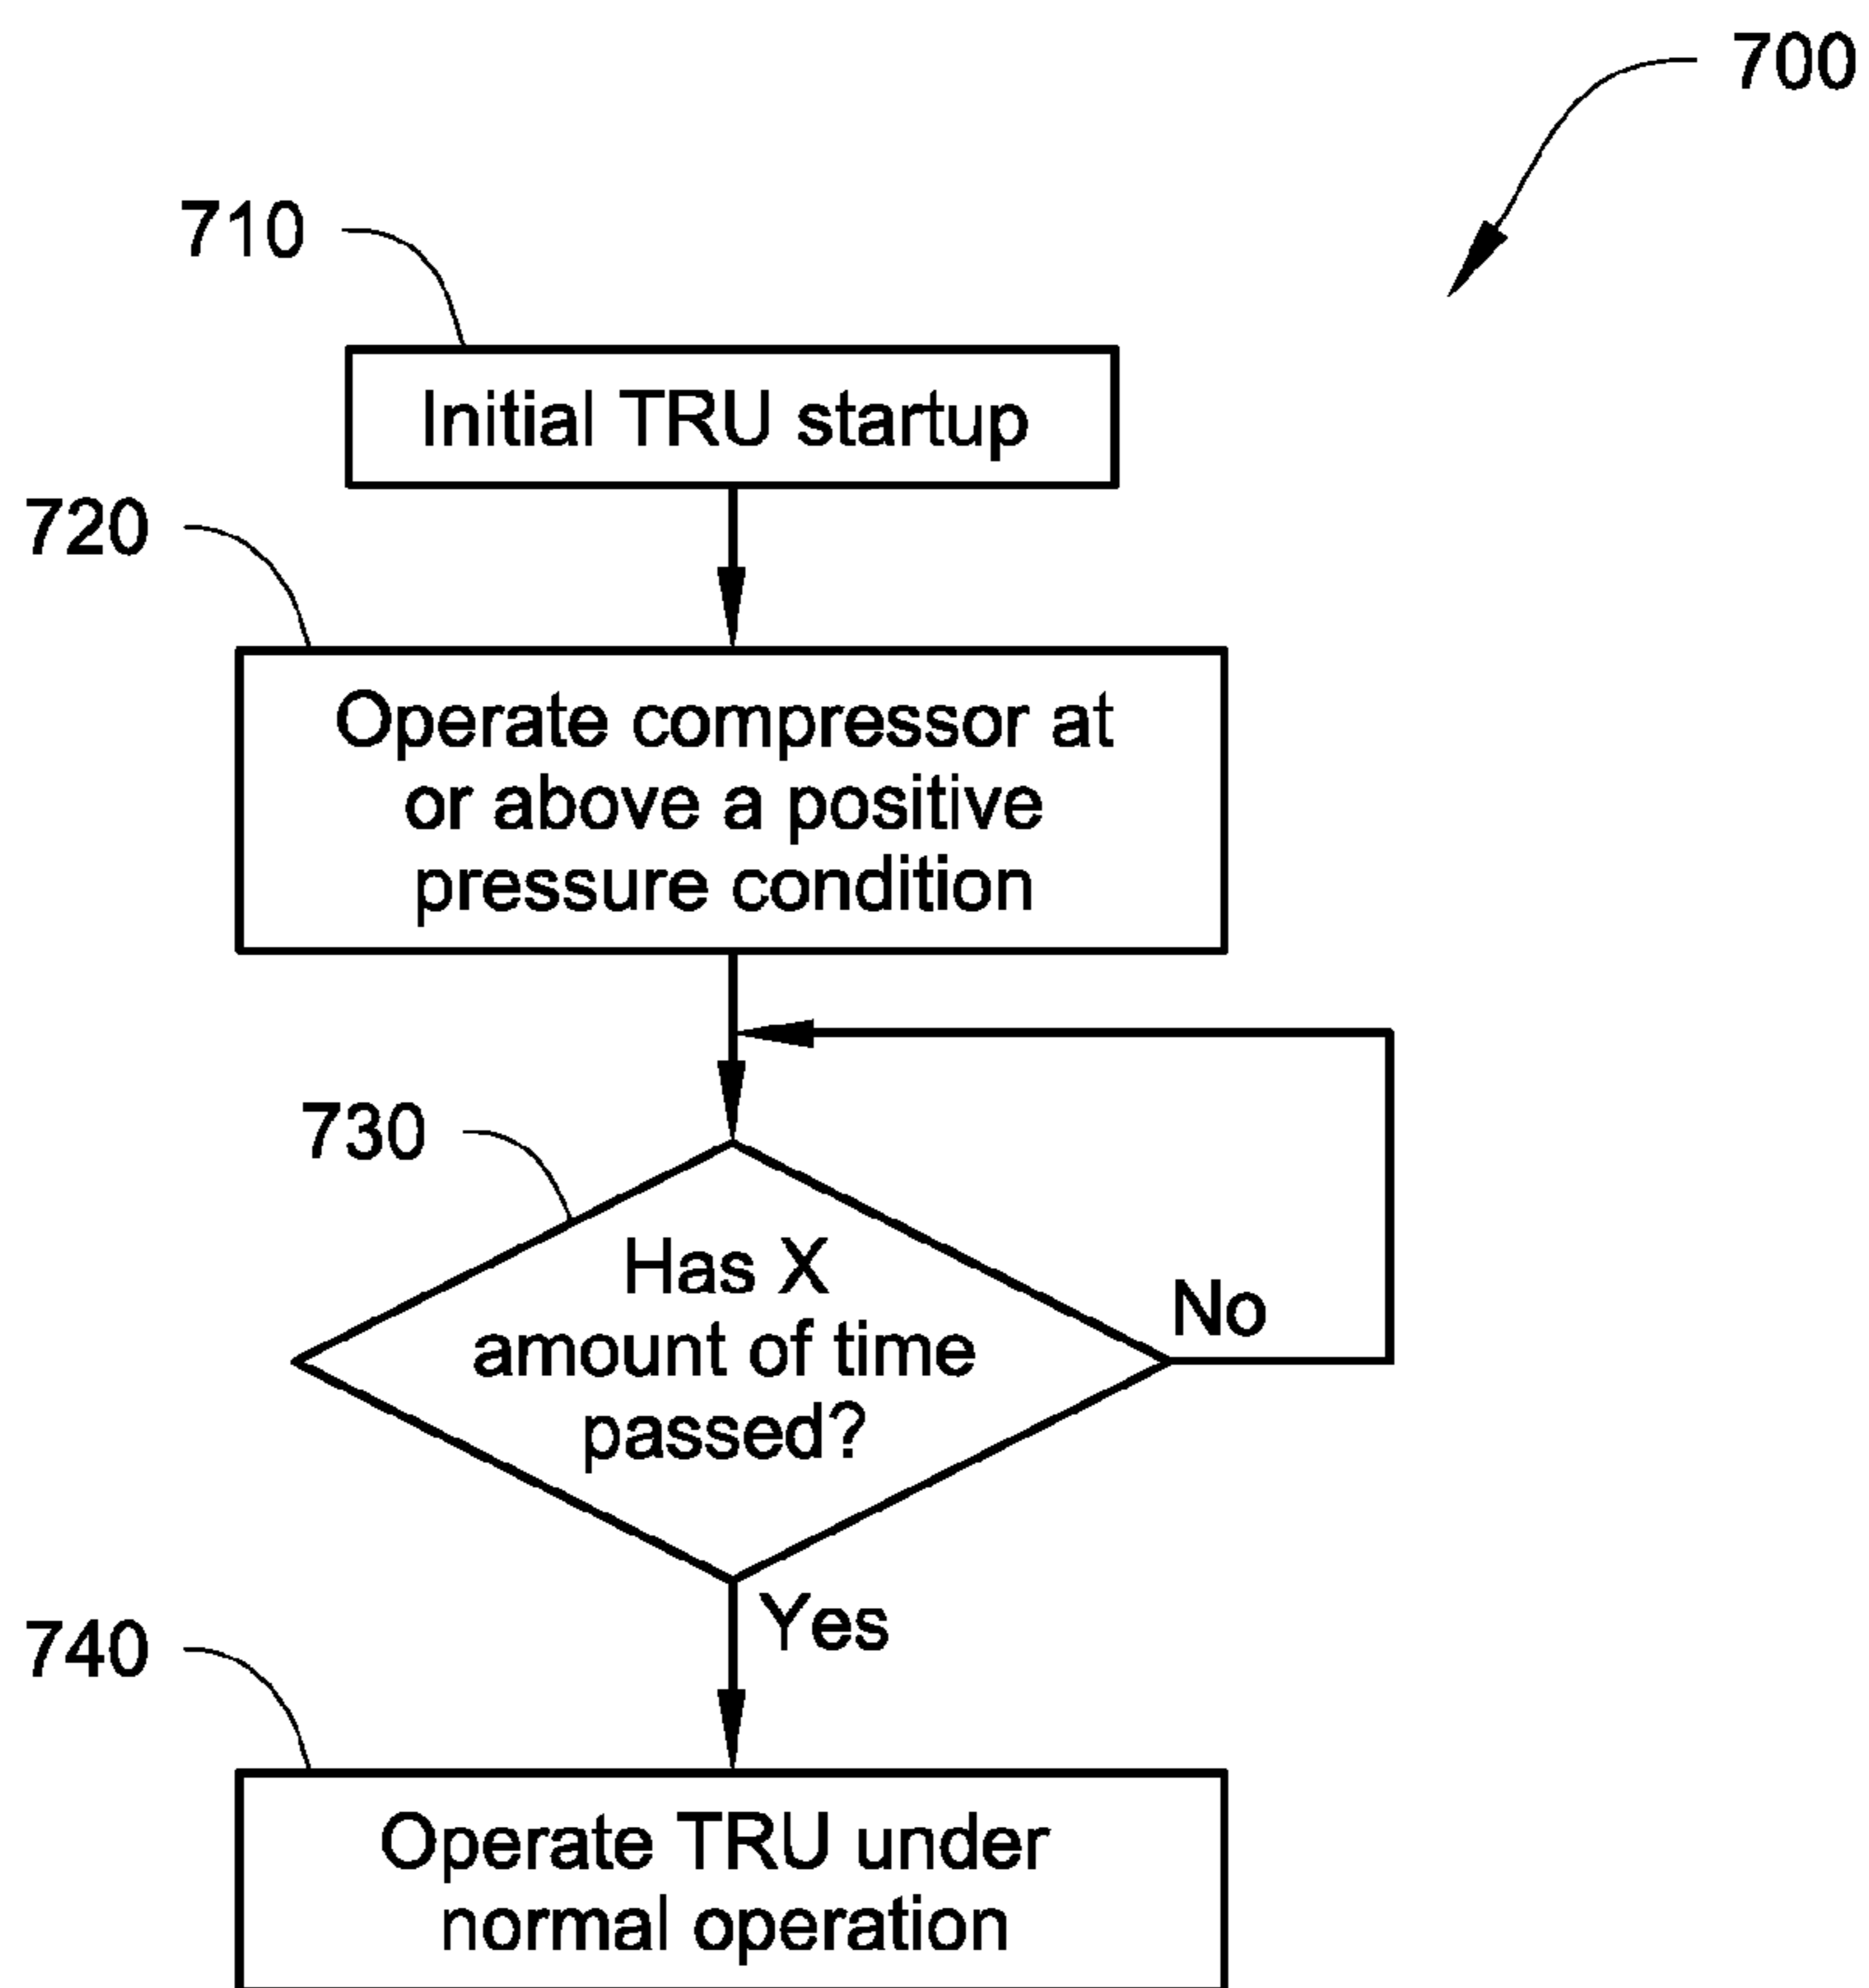 700
710
Initial TRU startup
720
Operate compressor at
or above a positive
pressure condition
730
Has X
amount of time
passed?
No
Yes
740
Operate TRU under
normal operation